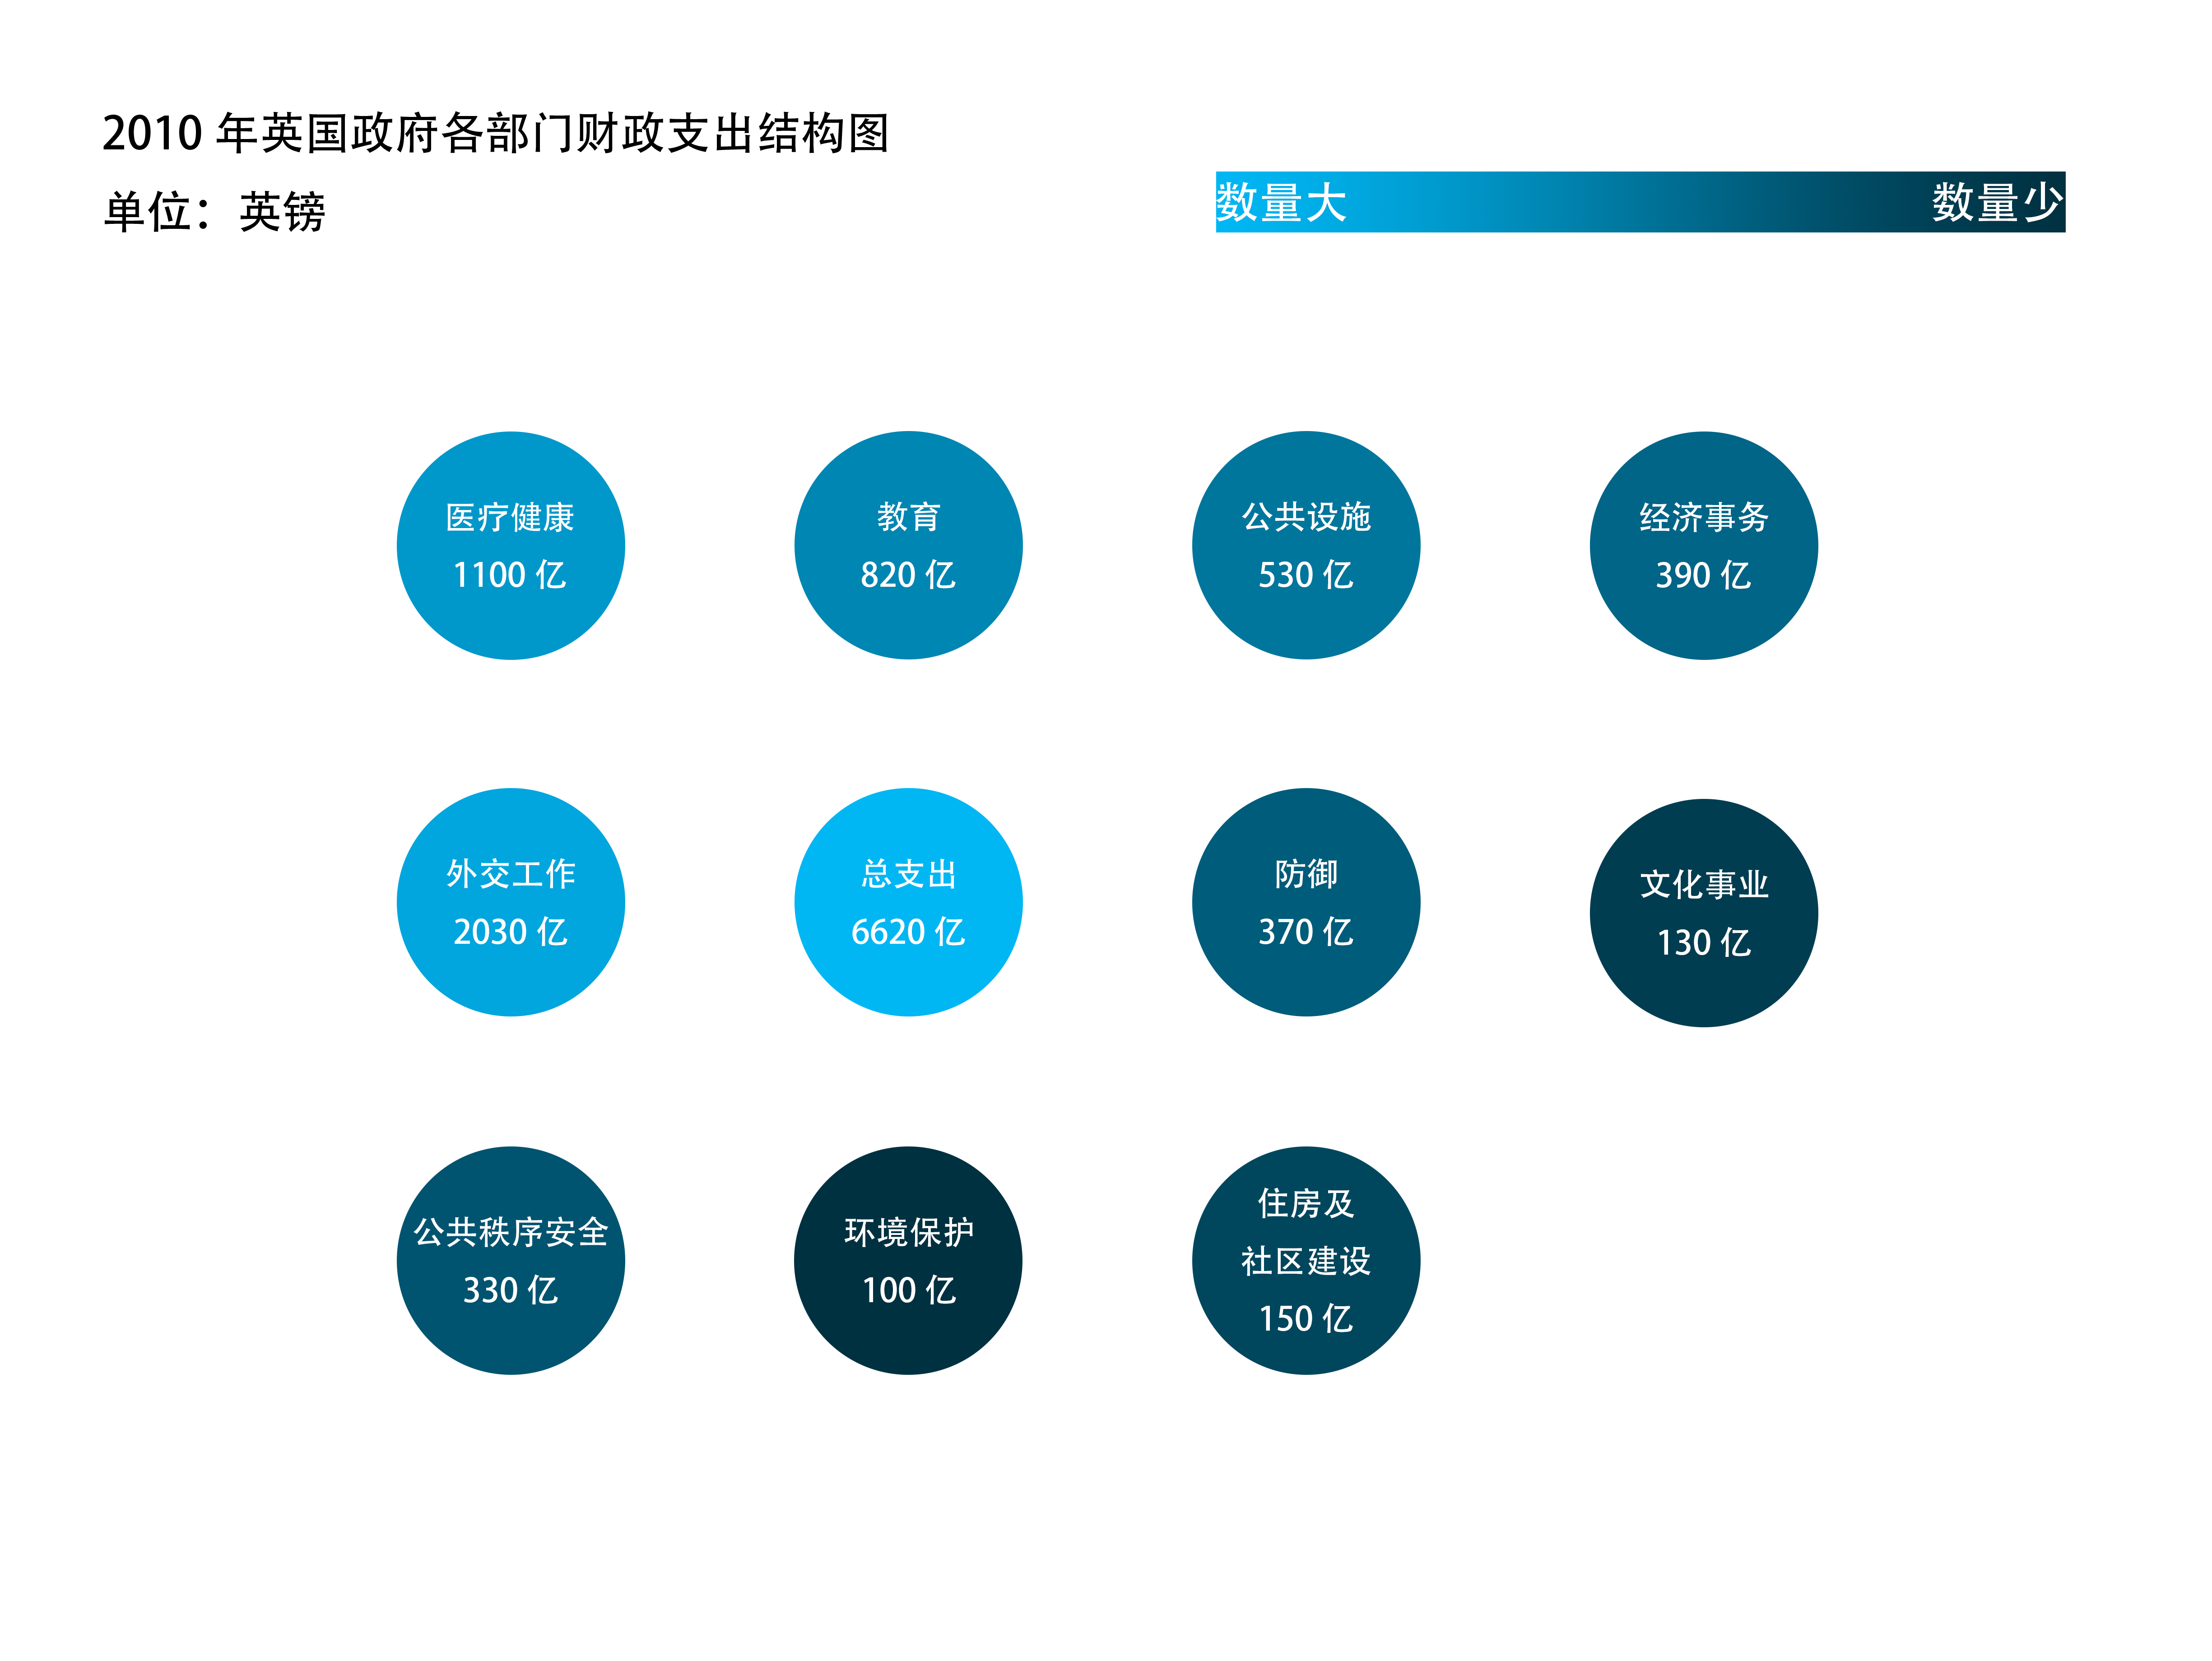 2010 年英国政府各部门财政支出结构图
单位：英镑
数量大
数量少
医疗健康
1100 亿
教育
820 亿
公共设施
530 亿
经济事务
390 亿
外交工作
2030 亿
总支出
6620 亿
防御
370 亿
文化事业
130 亿
公共秩序安全
330 亿
环境保护
100 亿
住房及
社区建设
150 亿